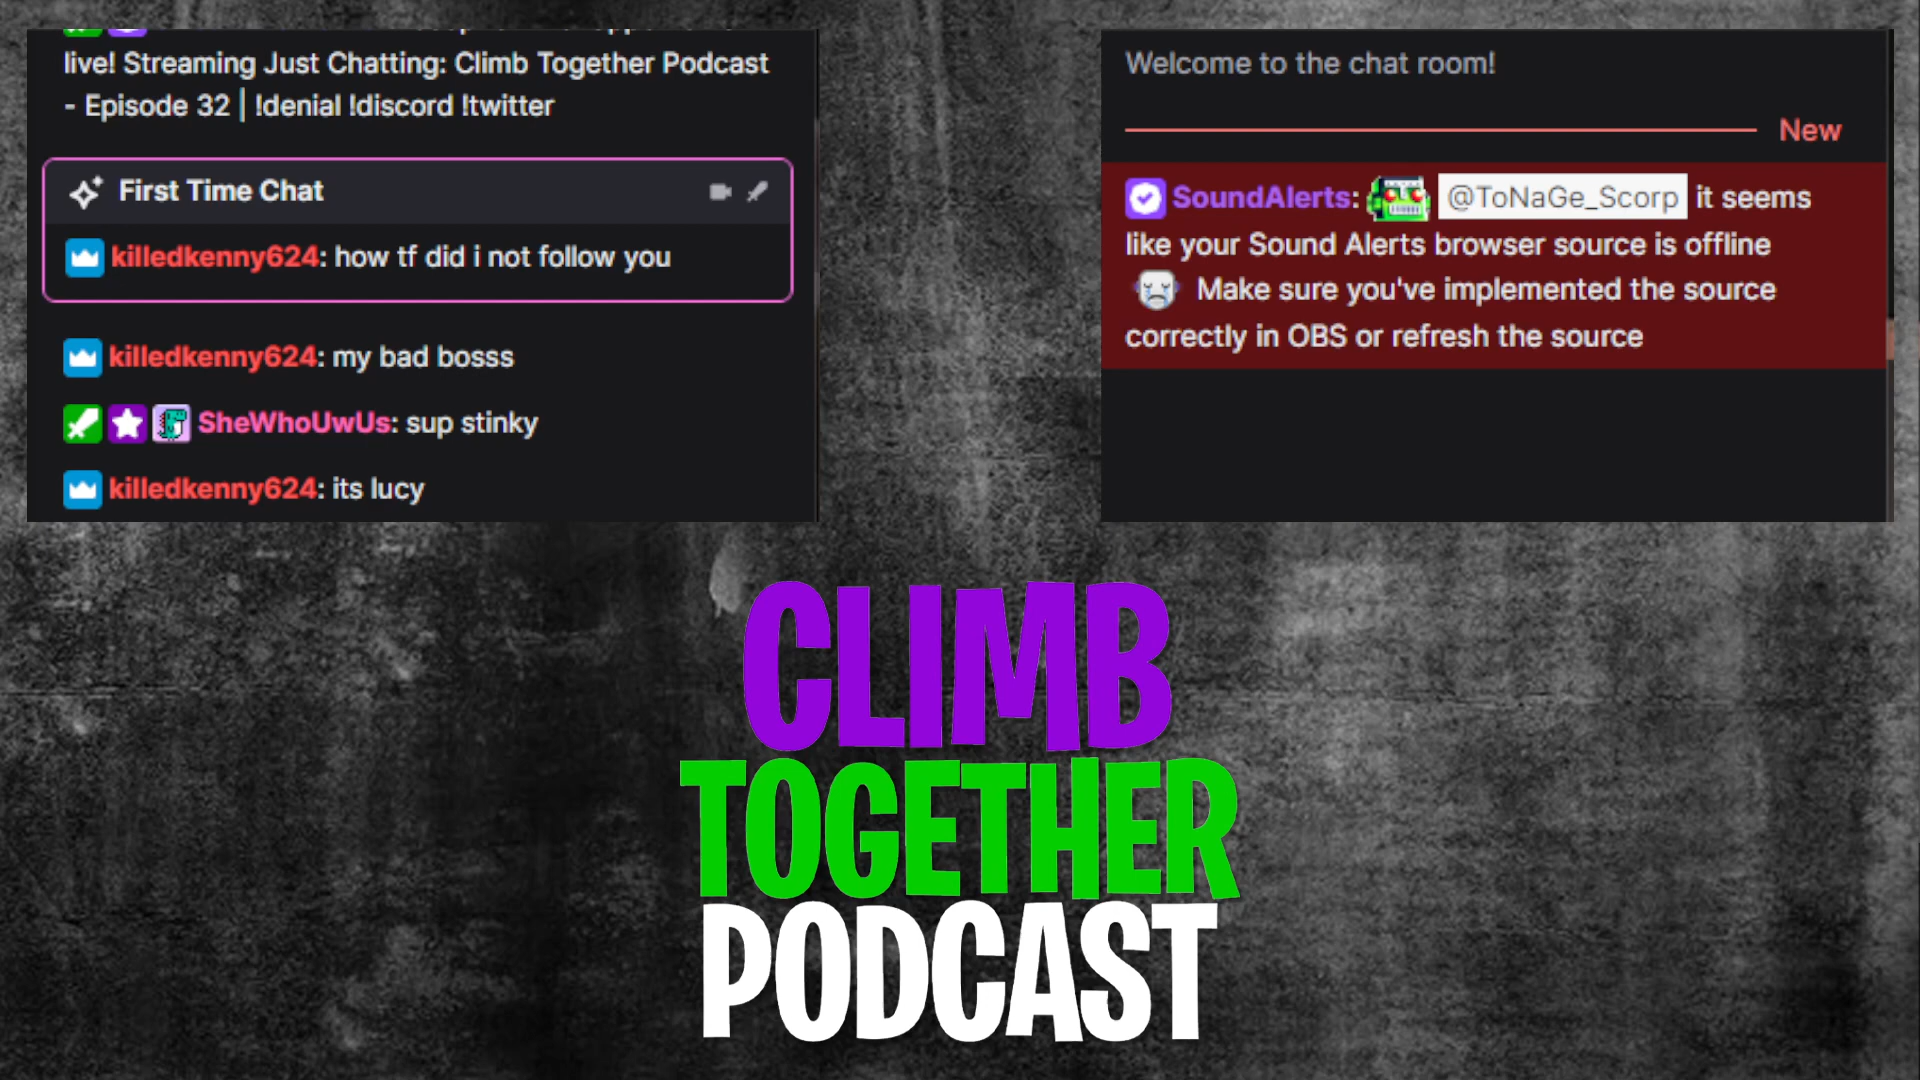 live! Streaming Just Chatting: Climb Together Podcast
- Episode 32 | !denial !discord !twitter
First Time Chat
killedkenny624: how tf did i not follow you
killedkenny624: my bad bosss
SheWhoUwUs: sup stinky
killedkenny624: its lucy
Welcome to the chat room!
New
SoundAlerts: @ToNaGe_Scorp it seems
like your Sound Alerts browser source is offline
Make sure you've implemented the source
correctly in OBS or refresh the source
CLIMB
TOGETHER
PODCAST